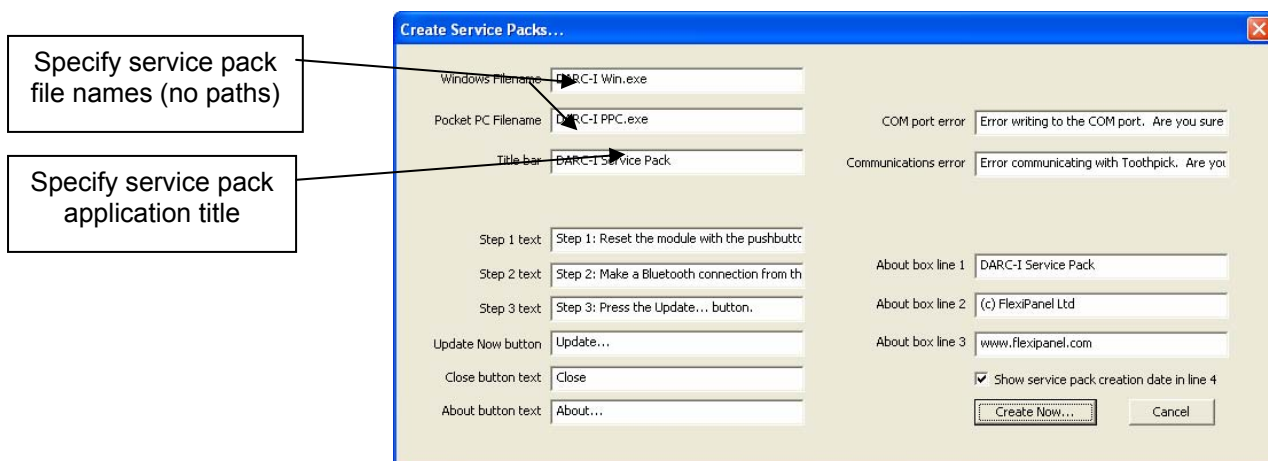 Create Service Packs...
Specify service pack
file names (no paths)
Specify service pack
application title
Windows Filename DARC-I Win.exe
Pocket PC Filename DARC-I PPC.exe
Title bar DARC-I Service Pack
Step 1 text Step 1: Reset the module with the pushbutto
Step 2 text Step 2: Make a Bluetooth connection from th
Step 3 text Step 3: Press the Update... button.
Update Now button Update...
Close button text Close
About button text About...
COM port error Error writing to the COM port. Are you sure
Communications error Error communicating with Toothpick. Are you
About box line 1 DARC-I Service Pack
About box line 2 (c) FlexiPanel Ltd
About box line 3 www.flexipanel.com
Show service pack creation date in line 4
Create Now... Cancel